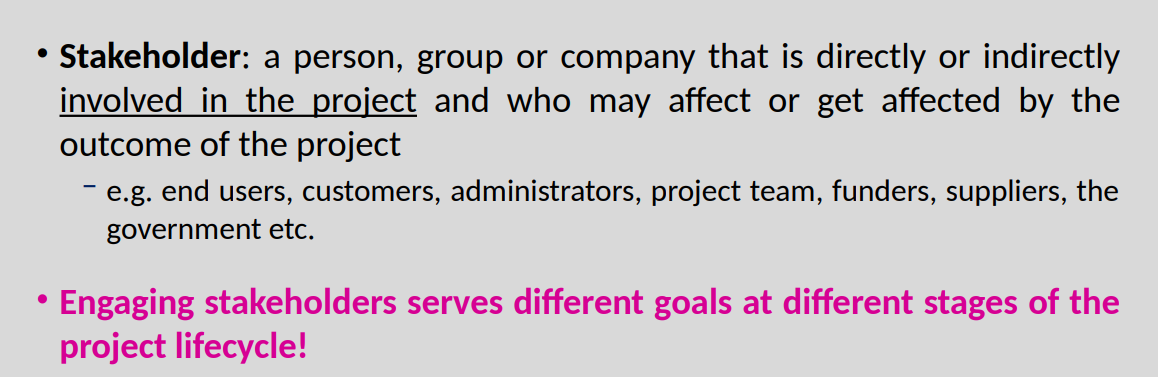 • Stakeholder: a person, group or company that is directly or indirectly
involved in the project and who may affect or get affected by the
outcome of the project
– e.g. end users, customers, administrators, project team, funders, suppliers, the
government etc.
• Engaging stakeholders serves different goals at different stages of the
project lifecycle!